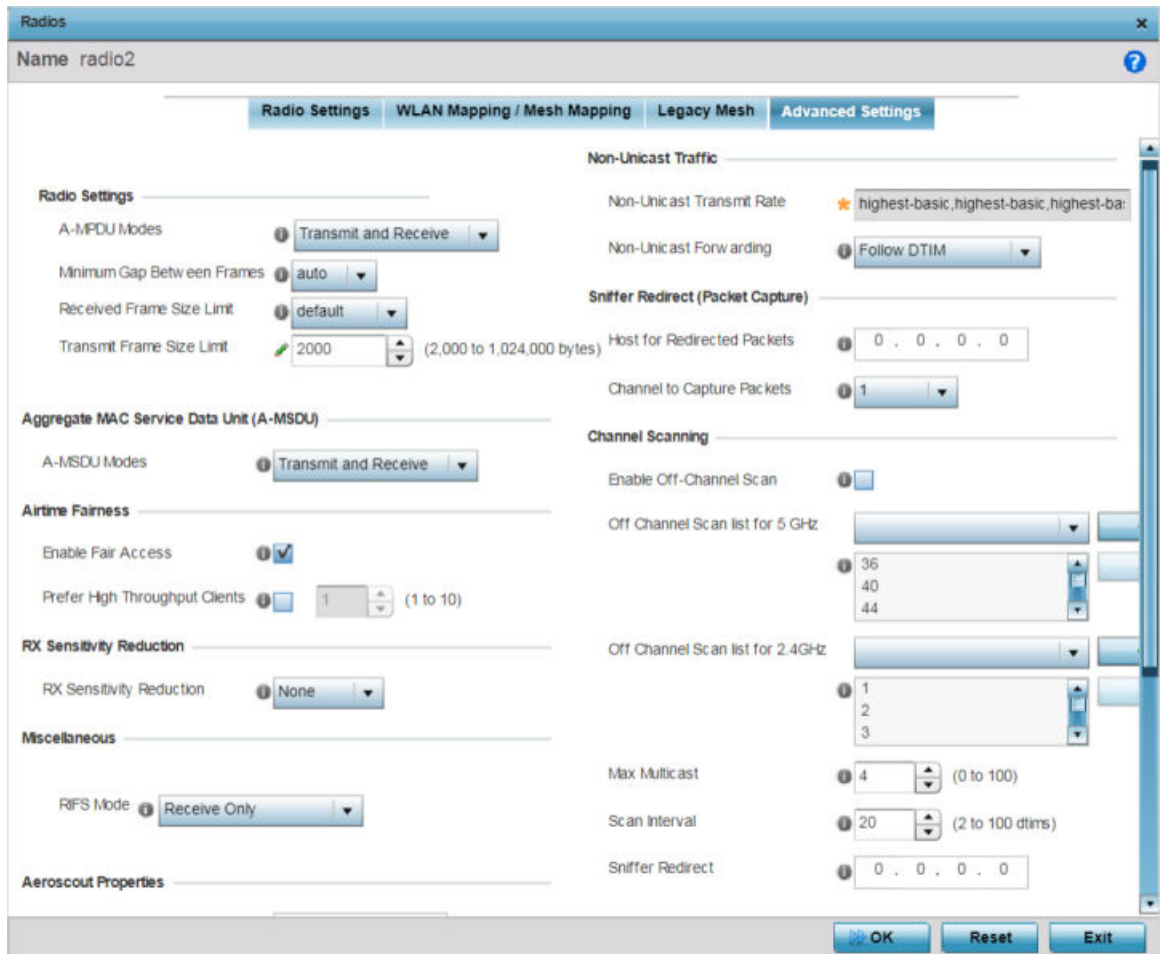 Radios
Name radio2
Radio Settings WLAN Mapping / Mesh Mapping Legacy Mesh Advanced Settings
Radio Settings
A-MPDU Modes Transmit and Receive
Minimum Gap Between Frames auto
Received Frame Size Limit default
Transmit Frame Size Limit 2000 (2,000 to 1,024,000 bytes)
Aggregate MAC Service Data Unit (A-MSDU)
A-MSDU Modes Transmit and Receive
Airtime Fairness
Enable Fair Access
Prefer High Throughput Clients 1 (1 to 10)
RX Sensitivity Reduction
RX Sensitivity Reduction None
Miscellaneous
RIFS Mode Receive Only
Aeroscout Properties
Non-Unicast Traffic
Non-Unicast Transmit Rate highest-basic,highest-basic,highest-ba
Non-Unicast Forwarding Follow DTIM
Sniffer Redirect (Packet Capture)
Host for Redirected Packets 0 . 0 . 0 . 0
Channel to Capture Packets 1
Channel Scanning
Enable Off-Channel Scan
Off Channel Scan list for 5 GHz
36
40
44
Off Channel Scan list for 2.4GHz
1
2
3
Max Multicast 4 (0 to 100)
Scan Interval 20 (2 to 100 dtims)
Sniffer Redirect 0 . 0 . 0 . 0
OK Reset Exit